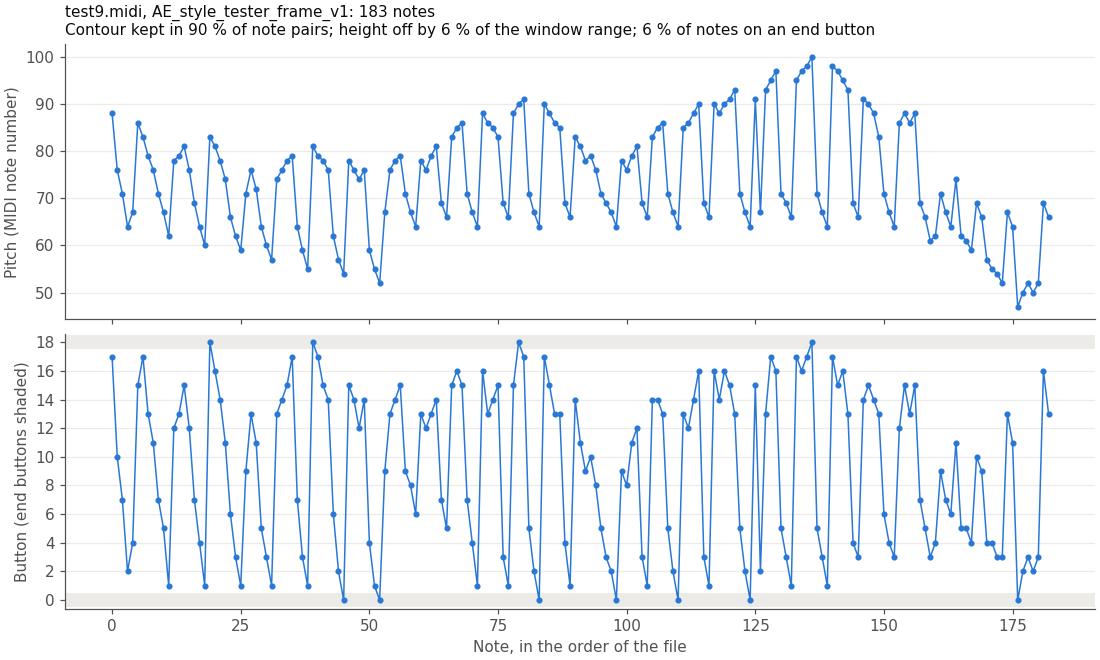 test9.midi, AE_style_tester_frame_v1: 183 notes
Contour kept in 90 % of note pairs; height off by 6 % of the window range; 6 % of notes on an end button
Pitch (MIDI note number)
100
90
80
70
60
50
Button (end buttons shaded)
18
16
14
12
10
8
6
4
2
0
0 25 50 75 100 125 150 175
Note, in the order of the file